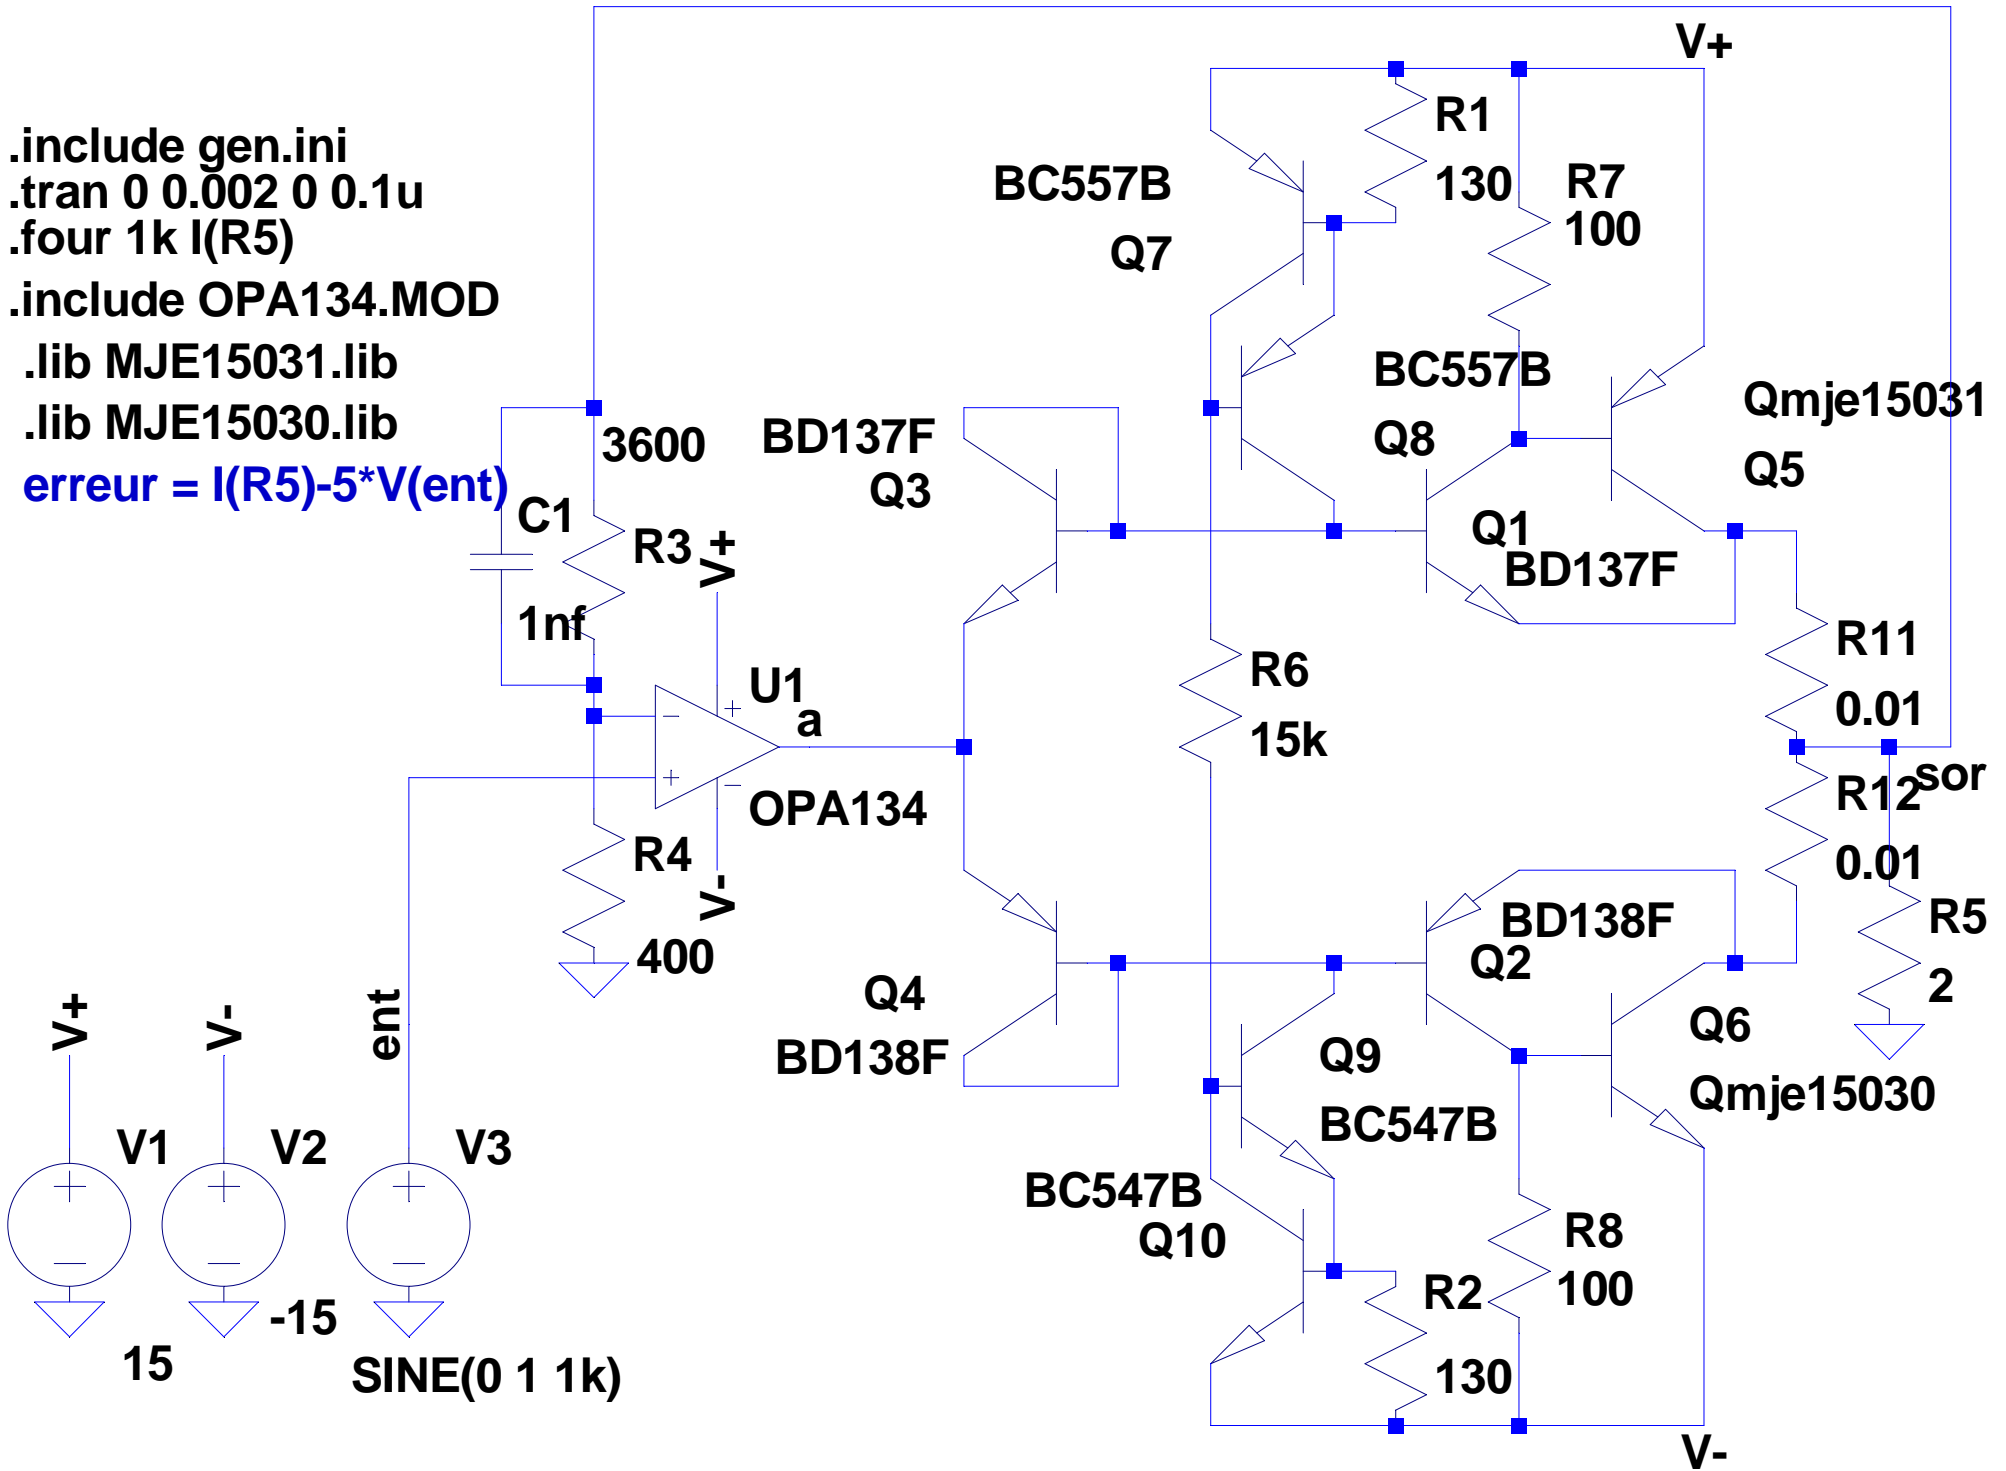 .include gen.ini
.tran 0 0.002 0 0.1u
.four 1k I(R5)
.include OPA134.MOD
.lib MJE15031.lib
.lib MJE15030.lib
erreur = I(R5)-5*V(ent)
V+
R1
130
BC557B
Q7
R7
100
BC557B
Q8
Qmje15031
Q5
3600
BD137F
Q3
C1
R3
V+
1nf
Q1
BD137F
R11
0.01
U1
a
R6
15k
OPA134
sor
R12
0.01
R4
V-
400
BD138F
Q2
R5
2
Q4
BD138F
Q9
BC547B
Q6
Qmje15030
V+
V-
ent
V1
V2
V3
BC547B
Q10
R8
100
R2
130
15
-15
SINE(0 1 1k)
V-